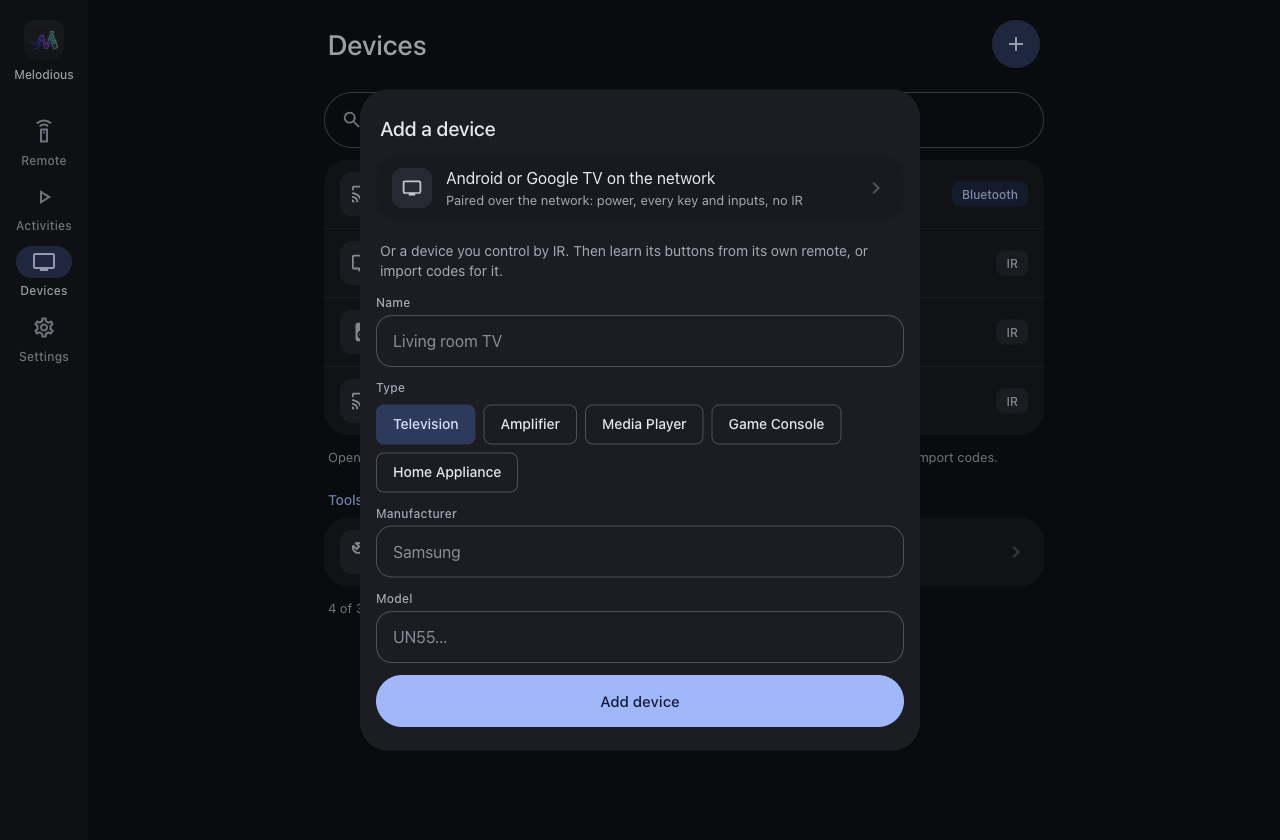 Melodious
Remote
Activities
Devices
Settings
Devices
Bluetooth
IR
IR
IR
Open
mport codes.
Tools
4 of
Add a device
Android or Google TV on the network
Paired over the network: power, every key and inputs, no IR
Or a device you control by IR. Then learn its buttons from its own remote, or
import codes for it.
Name
Living room TV
Type
Television
Amplifier
Media Player
Game Console
Home Appliance
Manufacturer
Samsung
Model
UN55...
Add device